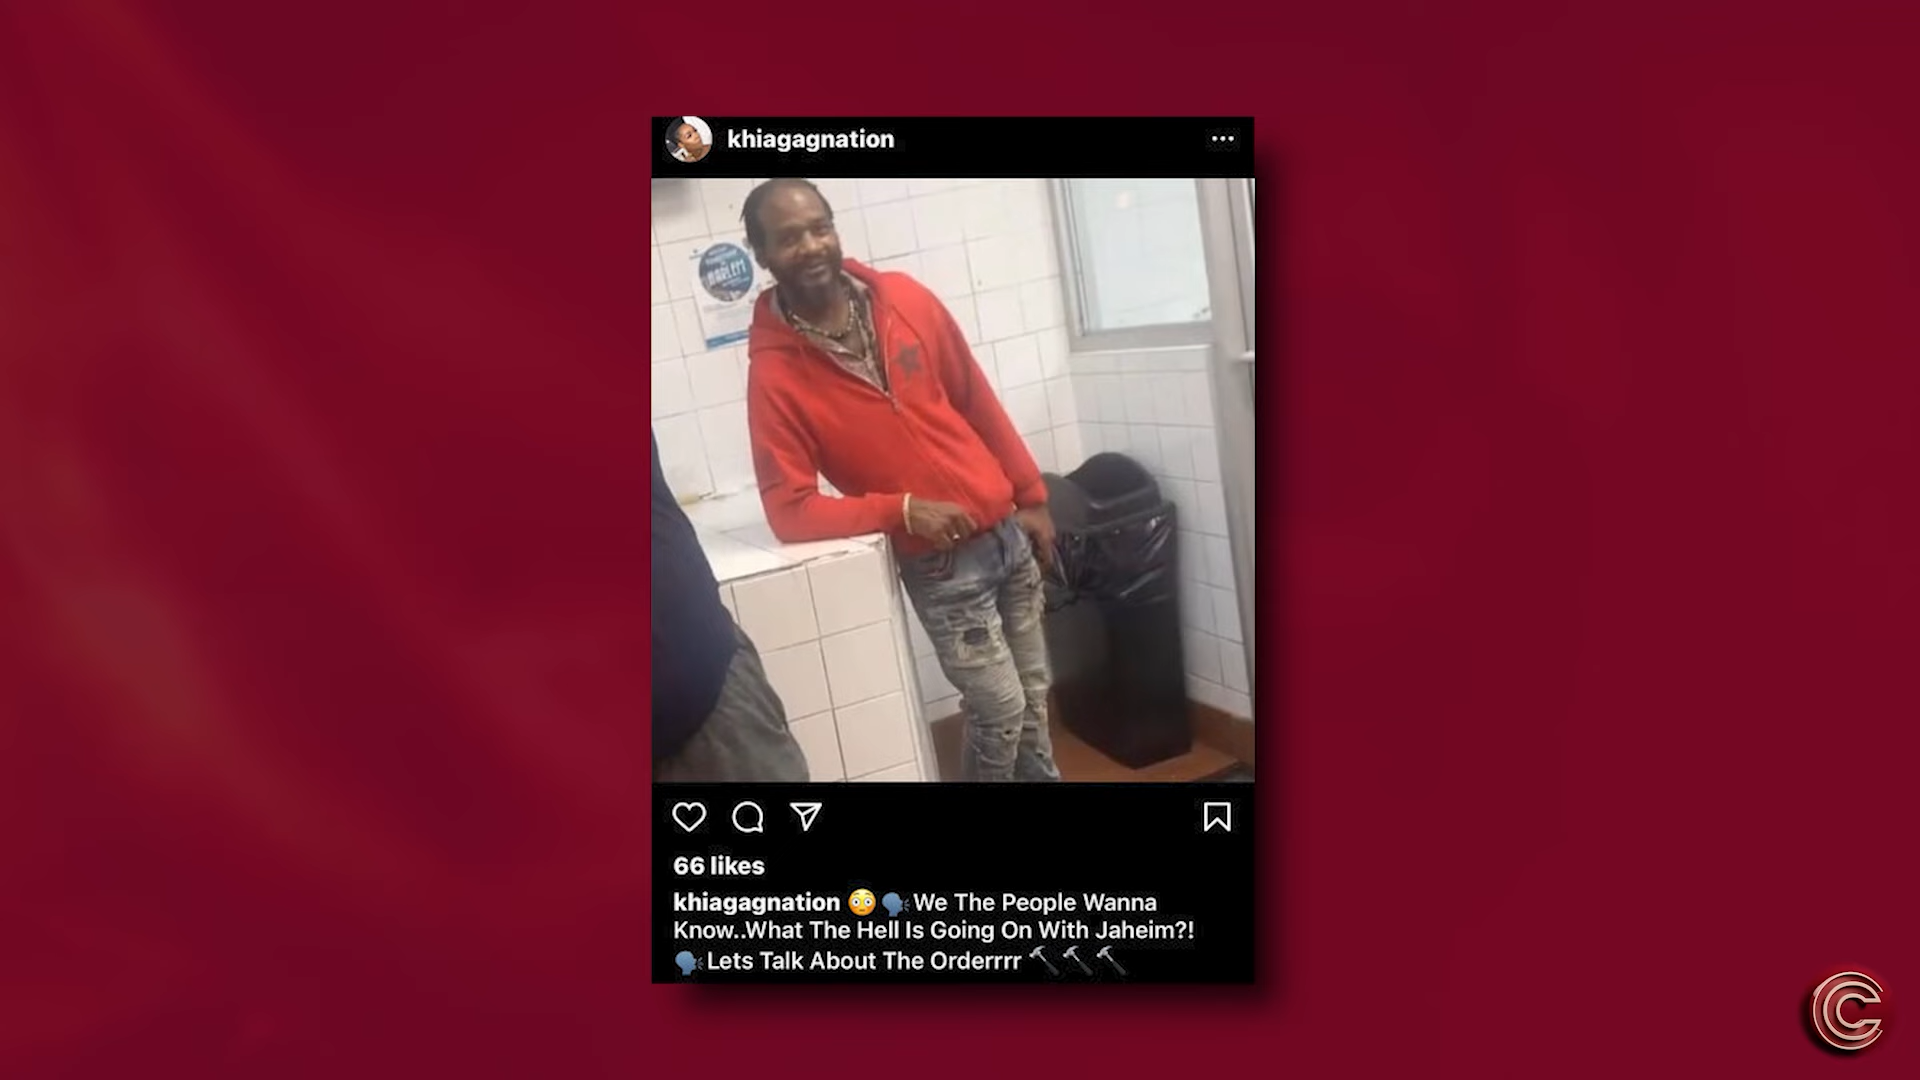 khiagagnation
HARLEM
66 likes
khiagagnation 😳🗣️We The People Wanna
Know..What The Hell Is Going On With Jaheim?!
🗣️Lets Talk About The Orderrrr 🔨🔨🔨